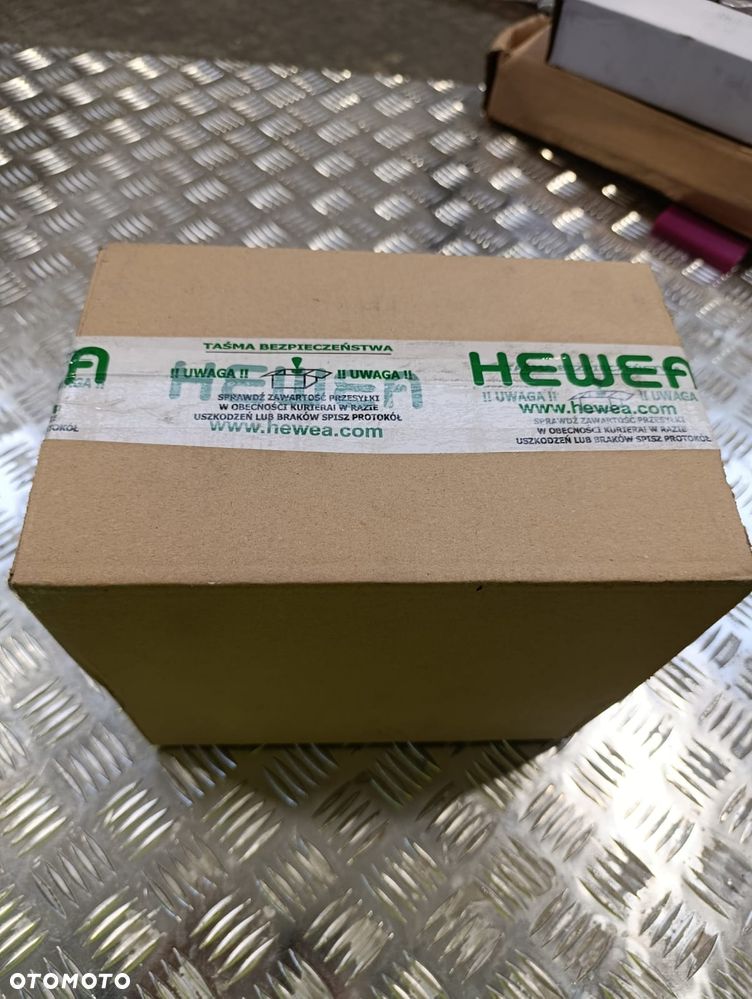 TAŚMA BEZPIECZEŃSTWA
HEWEA
!! UWAGA !! !! UWAGA !!
SPRAWDŹ ZAWARTOŚĆ PRZESYŁKI
W OBECNOŚCI KURIERA! W RAZIE
USZKODZEŃ LUB BRAKÓW SPISZ PROTOKÓŁ
www.hewea.com
HEWEA
!! UWAGA !! !! UWAGA !!
www.hewea.com
SPRAWDŹ ZAWARTOŚĆ PRZESYŁKI
W OBECNOŚCI KURIERA! W RAZIE
USZKODZEŃ LUB BRAKÓW SPISZ PROTOKÓŁ
OTOMOTO